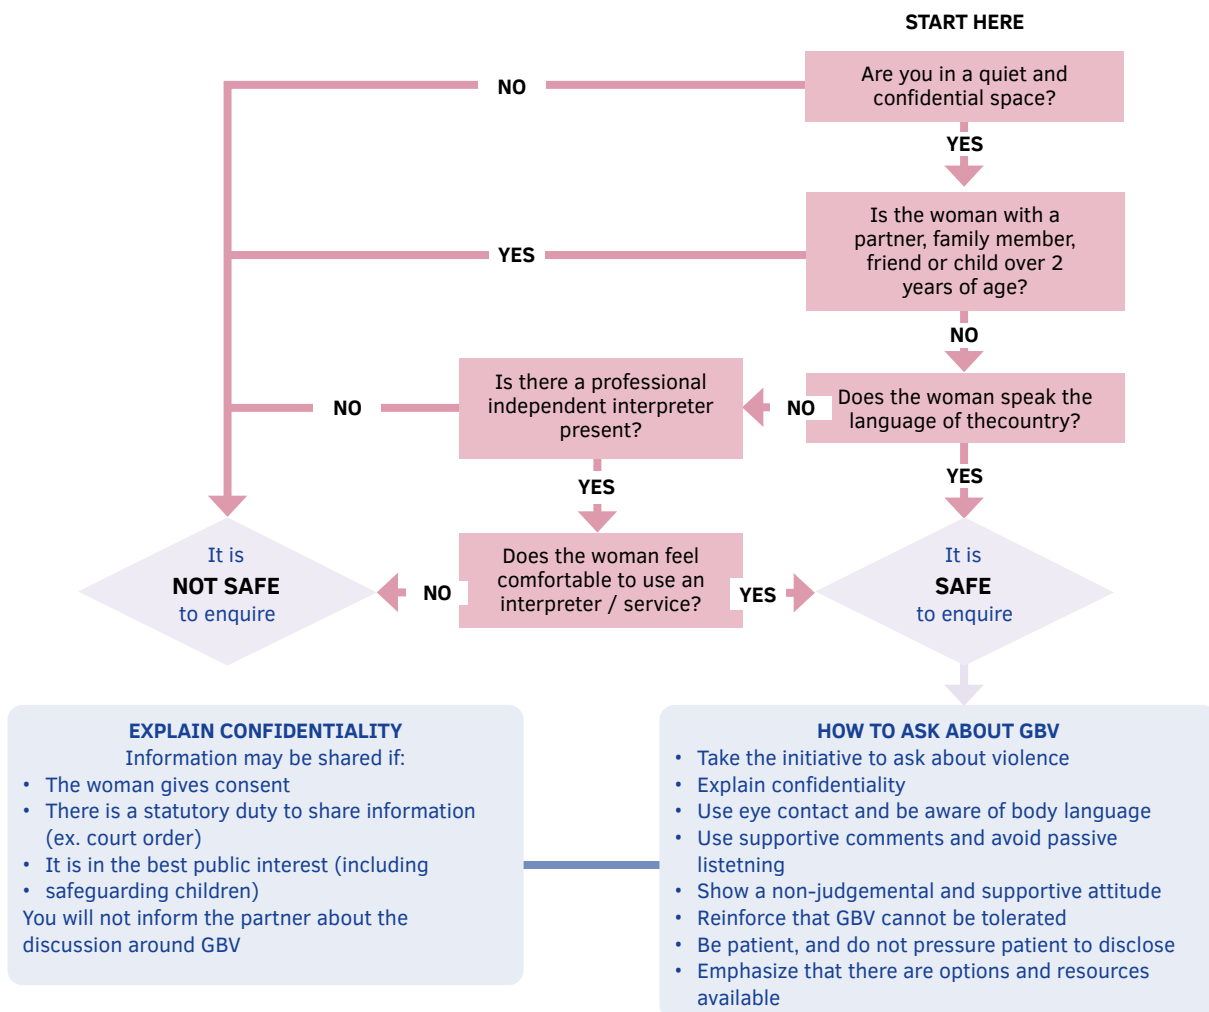 START HERE
Are you in a quiet and
confidential space?
NO
YES
Is the woman with a
partner, family member,
friend or child over 2
years of age?
YES
NO
Does the woman speak the
language of thecountry?
NO
Is there a professional
independent interpreter
present?
NO
YES
YES
Does the woman feel
comfortable to use an
interpreter / service?
NO
YES
It is
NOT SAFE
to enquire
It is
SAFE
to enquire
EXPLAIN CONFIDENTIALITY
Information may be shared if:
• The woman gives consent
• There is a statutory duty to share information
(ex. court order)
• It is in the best public interest (including
• safeguarding children)
You will not inform the partner about the
discussion around GBV
HOW TO ASK ABOUT GBV
• Take the initiative to ask about violence
• Explain confidentiality
• Use eye contact and be aware of body language
• Use supportive comments and avoid passive
listetning
• Show a non-judgemental and supportive attitude
• Reinforce that GBV cannot be tolerated
• Be patient, and do not pressure patient to disclose
• Emphasize that there are options and resources
available